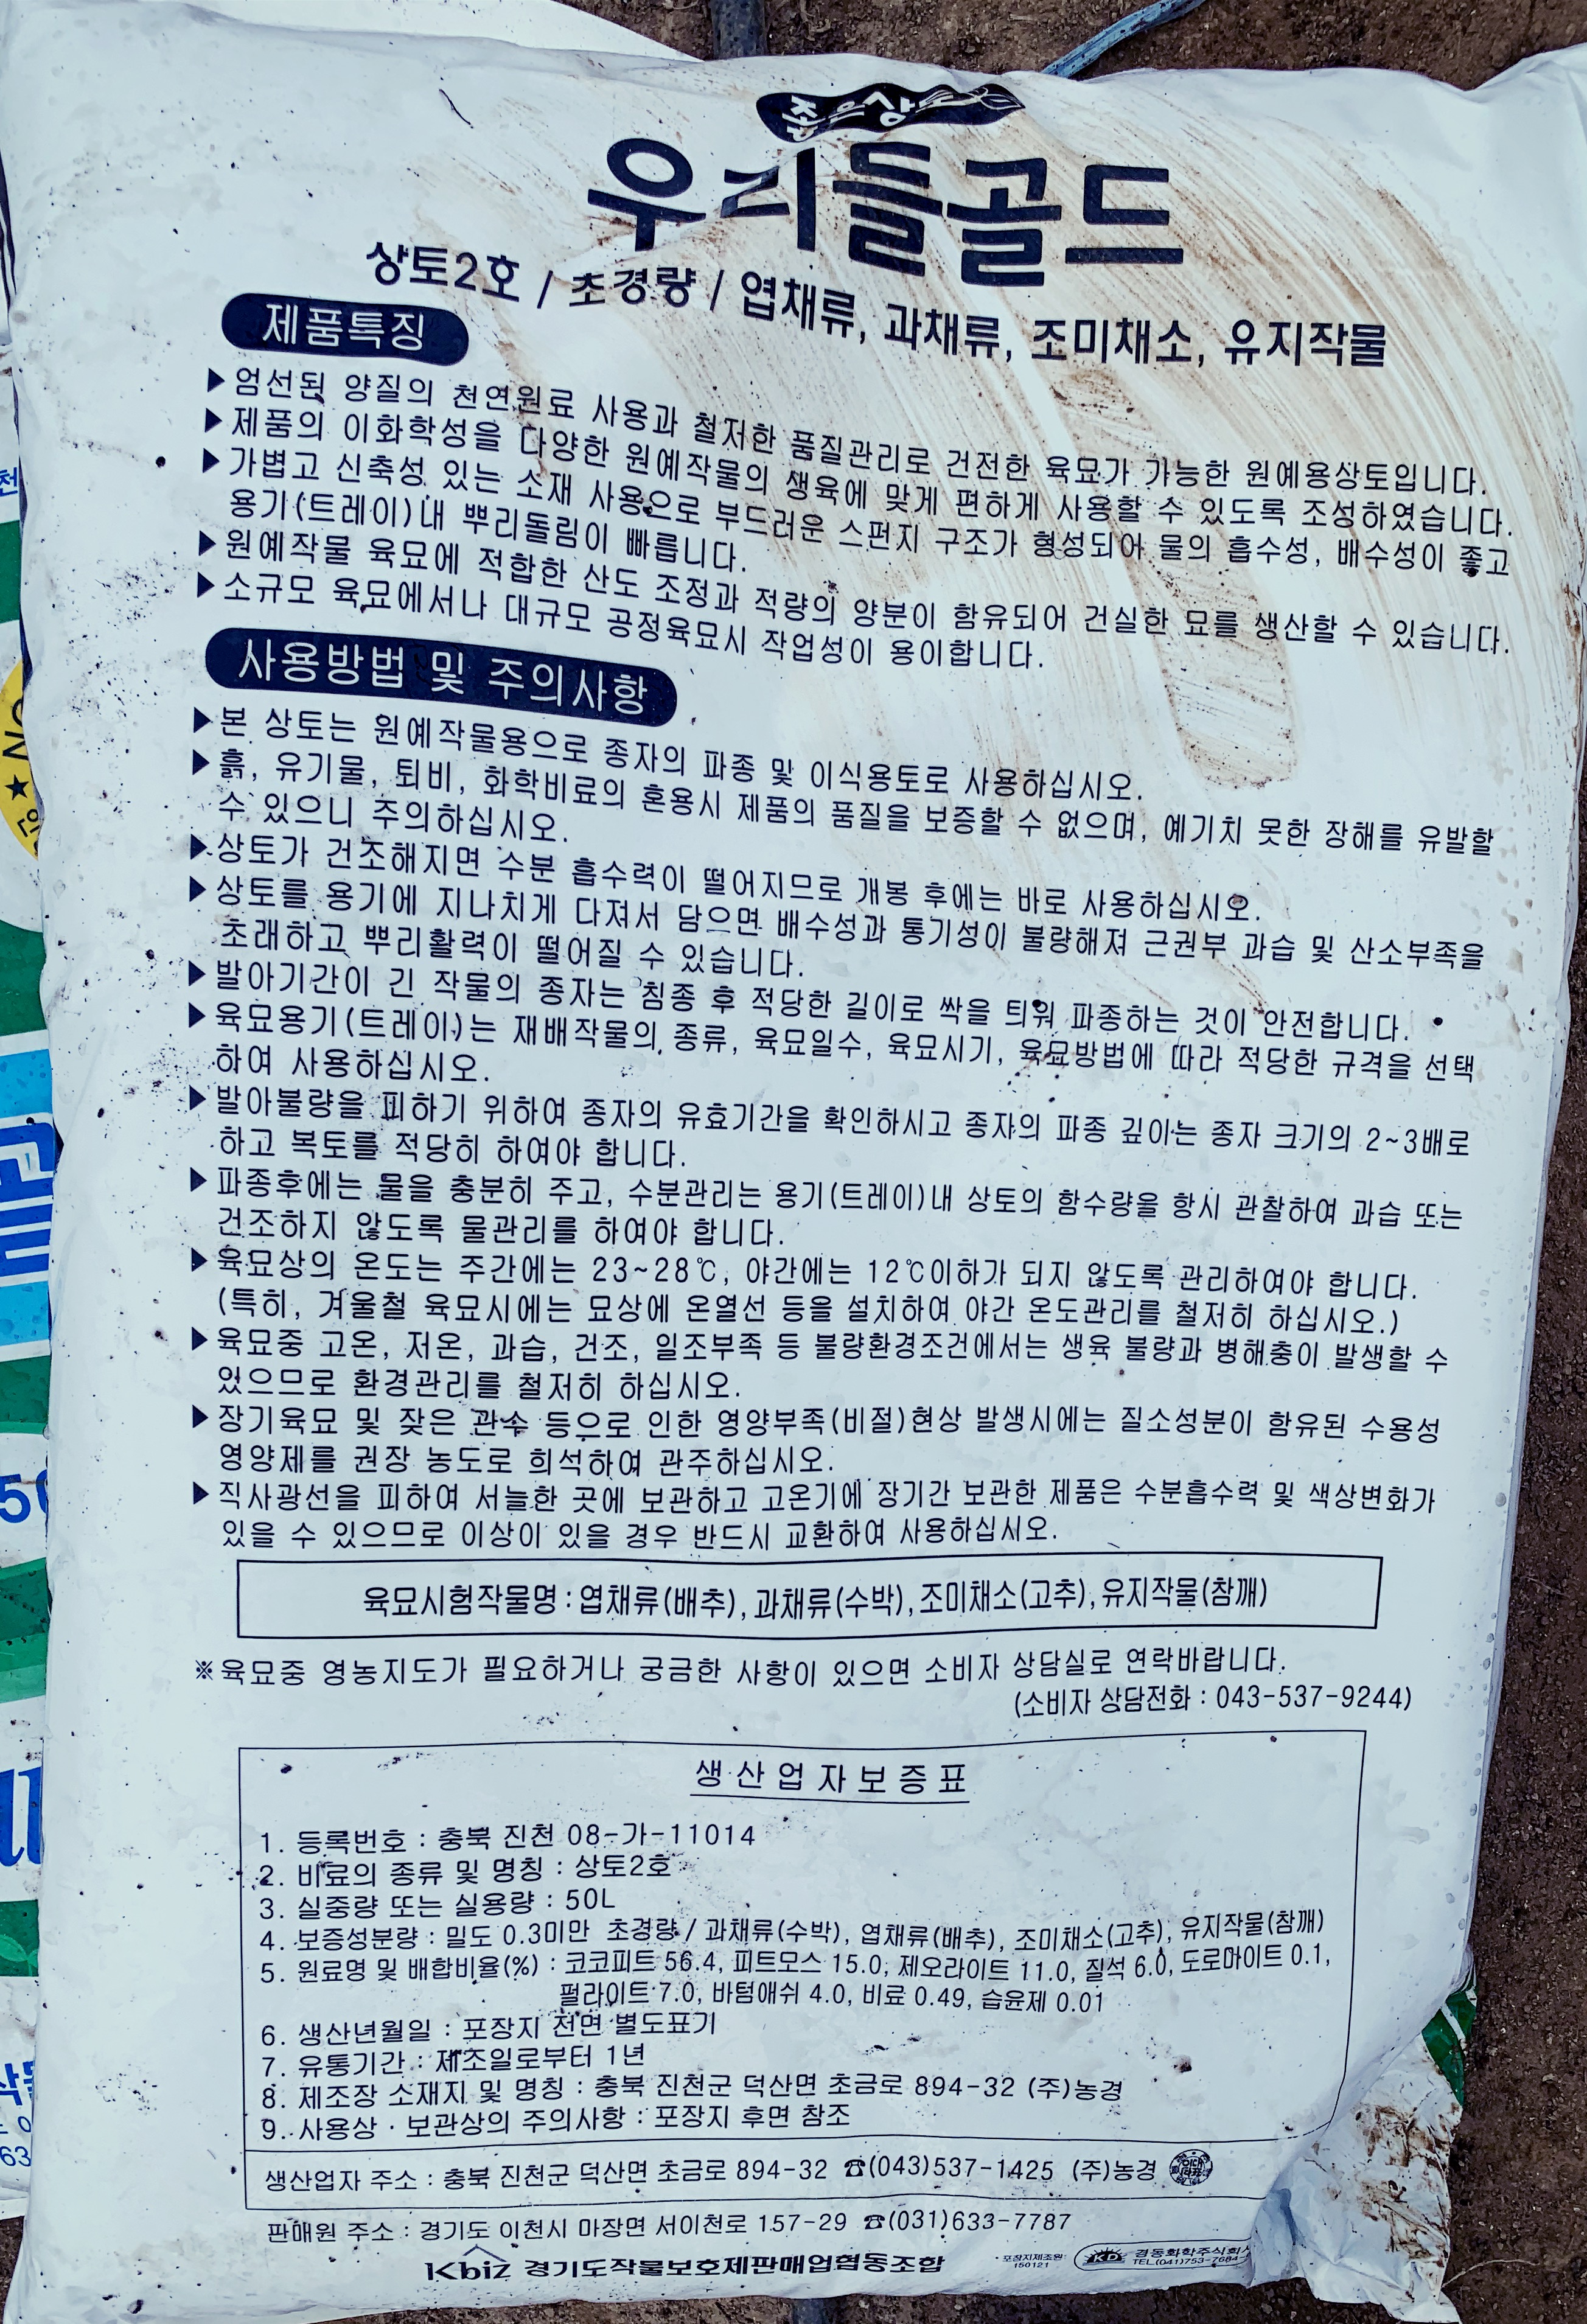 좋은상토
우리들골드
상토2호 / 초경량 / 엽채류, 과채류, 조미채소, 유지작물
제품특징
▶엄선된 양질의 천연원료 사용과 철저한 품질관리로 건전한 육묘가 가능한 원예용상토입니다.
▶제품의 이화학성을 다양한 원예작물의 생육에 맞게 편하게 사용할 수 있도록 조성하였습니다.
▶가볍고 신축성 있는 소재 사용으로 부드러운 스펀지 구조가 형성되어 물의 흡수성, 배수성이 좋고
용기(트레이)내 뿌리돌림이 빠릅니다.
▶원예작물 육묘에 적합한 산도 조정과 적량의 양분이 함유되어 건실한 묘를 생산할 수 있습니다.
▶소규모 육묘에서나 대규모 공정육묘시 작업성이 용이합니다.
사용방법 및 주의사항
▶본 상토는 원예작물용으로 종자의 파종 및 이식용토로 사용하십시오.
▶흙, 유기물, 퇴비, 화학비료의 혼용시 제품의 품질을 보증할 수 없으며, 예기치 못한 장해를 유발할
수 있으니 주의하십시오.
▶상토가 건조해지면 수분 흡수력이 떨어지므로 개봉 후에는 바로 사용하십시오.
▶상토를 용기에 지나치게 다져서 담으면 배수성과 통기성이 불량해져 근권부 과습 및 산소부족을
초래하고 뿌리활력이 떨어질 수 있습니다.
▶발아기간이 긴 작물의 종자는 침종 후 적당한 길이로 싹을 틔워 파종하는 것이 안전합니다.
▶육묘용기(트레이)는 재배작물의 종류, 육묘일수, 육묘시기, 육묘방법에 따라 적당한 규격을 선택
하여 사용하십시오.
▶발아불량을 피하기 위하여 종자의 유효기간을 확인하시고 종자의 파종 깊이는 종자 크기의 2~3배로
하고 복토를 적당히 하여야 합니다.
▶파종후에는 물을 충분히 주고, 수분관리는 용기(트레이)내 상토의 함수량을 항시 관찰하여 과습 또는
건조하지 않도록 물관리를 하여야 합니다.
▶육묘상의 온도는 주간에는 23~28℃, 야간에는 12℃이하가 되지 않도록 관리하여야 합니다.
(특히, 겨울철 육묘시에는 묘상에 온열선 등을 설치하여 야간 온도관리를 철저히 하십시오.)
▶육묘중 고온, 저온, 과습, 건조, 일조부족 등 불량환경조건에서는 생육 불량과 병해충이 발생할 수
있으므로 환경관리를 철저히 하십시오.
▶장기육묘 및 잦은 관수 등으로 인한 영양부족(비절)현상 발생시에는 질소성분이 함유된 수용성
영양제를 권장 농도로 희석하여 관주하십시오.
▶직사광선을 피하여 서늘한 곳에 보관하고 고온기에 장기간 보관한 제품은 수분흡수력 및 색상변화가
있을 수 있으므로 이상이 있을 경우 반드시 교환하여 사용하십시오.
육묘시험작물명 : 엽채류(배추), 과채류(수박), 조미채소(고추), 유지작물(참깨)
※육묘중 영농지도가 필요하거나 궁금한 사항이 있으면 소비자 상담실로 연락바랍니다.
(소비자 상담전화 : 043-537-9244)
생산업자보증표
1. 등록번호 : 충북 진천 08-가-11014
2. 비료의 종류 및 명칭 : 상토2호
3. 실중량 또는 실용량 : 50L
4. 보증성분량 : 밀도 0.3미만 초경량 / 과채류(수박), 엽채류(배추), 조미채소(고추), 유지작물(참깨)
5. 원료명 및 배합비율(%) : 코코피트 56.4, 피트모스 15.0, 제오라이트 11.0, 질석 6.0, 도로마이트 0.1,
펄라이트 7.0, 바텀애쉬 4.0, 비료 0.49, 습윤제 0.01
6. 생산년월일 : 포장지 전면 별도표기
7. 유통기간 : 제조일로부터 1년
8. 제조장 소재지 및 명칭 : 충북 진천군 덕산면 초금로 894-32 (주)농경
9. 사용상 · 보관상의 주의사항 : 포장지 후면 참조
생산업자 주소 : 충북 진천군 덕산면 초금로 894-32 ☎(043)537-1425 (주)농경
판매원 주소 : 경기도 이천시 마장면 서이천로 157-29 ☎(031)633-7787
Kbiz 경기도작물보호제판매업협동조합
·포장지제조원:
150121
KD
경동화학주식회사
TEL.(041)753-7684